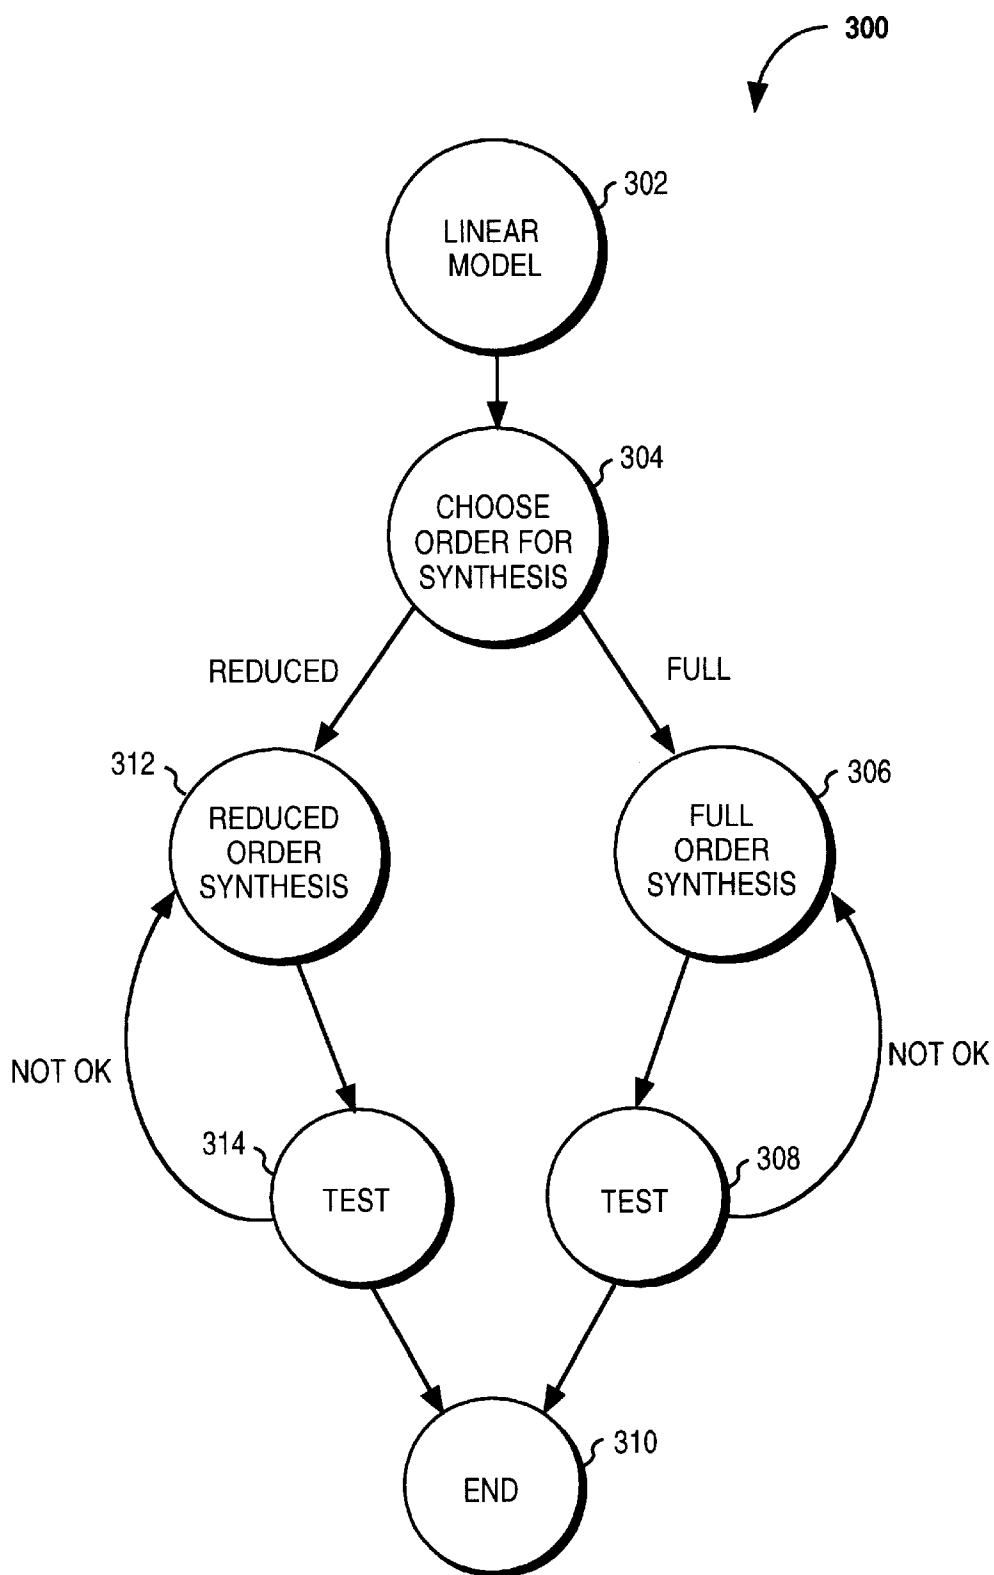 300
302
LINEAR
MODEL
304
CHOOSE
ORDER FOR
SYNTHESIS
REDUCED
FULL
312
306
REDUCED
ORDER
SYNTHESIS
FULL
ORDER
SYNTHESIS
NOT OK
NOT OK
314
308
TEST
TEST
310
END